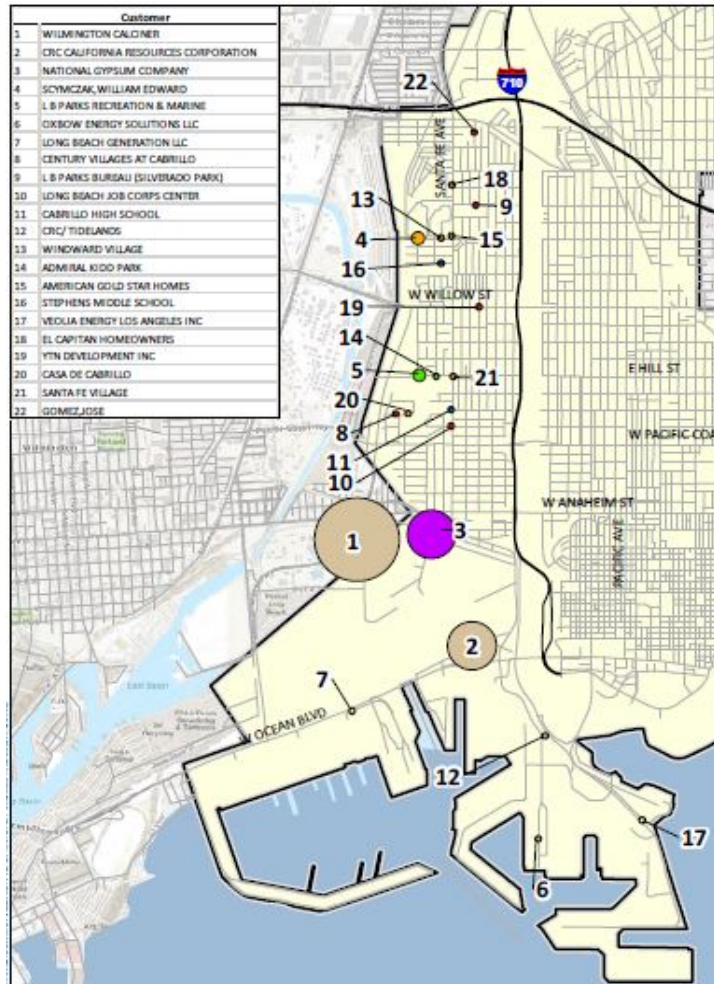 Customer
1 WILMINGTON CALCINER
2 CRC CALIFORNIA RESOURCES CORPORATION
3 NATIONAL GYPSUM COMPANY
4 SCYMCZAK,WILLIAM EDWARD
5 L B PARKS RECREATION & MARINE
6 OXBOW ENERGY SOLUTIONS LLC
7 LONG BEACH GENERATION LLC
8 CENTURY VILLAGES AT CABRILLO
9 L B PARKS BUREAU (SILVERADO PARK)
10 LONG BEACH JOB CORPS CENTER
11 CABRILLO HIGH SCHOOL
12 CRC/ TIDELANDS
13 WINDWARD VILLAGE
14 ADMIRAL KIDD PARK
15 AMERICAN GOLD STAR HOMES
16 STEPHENS MIDDLE SCHOOL
17 VEOLIA ENERGY LOS ANGELES INC
18 EL CAPITAN HOMEOWNERS
19 YTN DEVELOPMENT INC
20 CASA DE CABRILLO
21 SANTA FE VILLAGE
22 GOMEZ,JOSE
22
710
SANTA FE AVE
18
13
9
4
15
16
W WILLOW ST
19
14
5
21
E HILL ST
20
8
W PACIFIC COA
11
10
W ANAHEIM ST
1
3
PACIFIC AVE
2
7
W OCEAN BLVD
East Basin
12
17
6